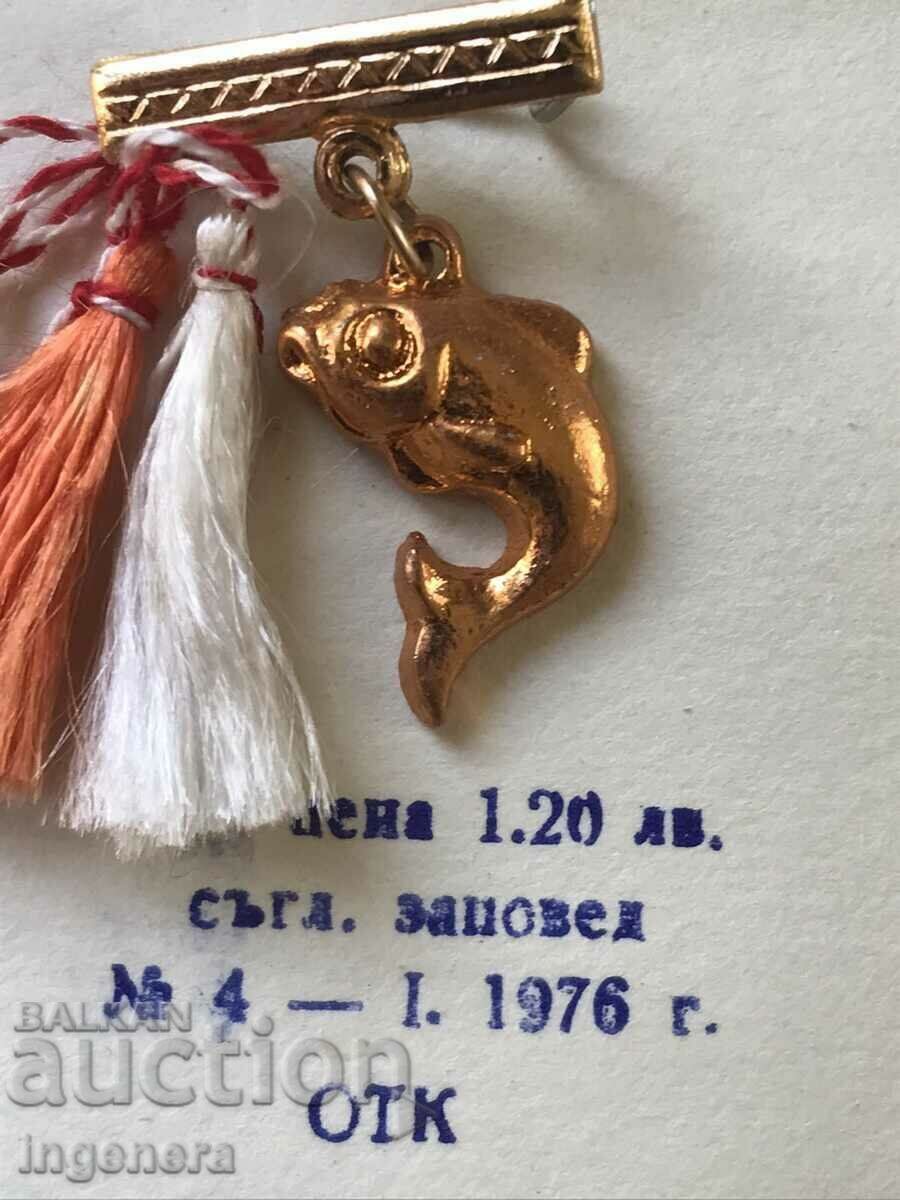 цена 1.20 лв.
съгл. заповед
№ 4 — I. 1976 г.
ОТК
BALKAN
auction
ingenera